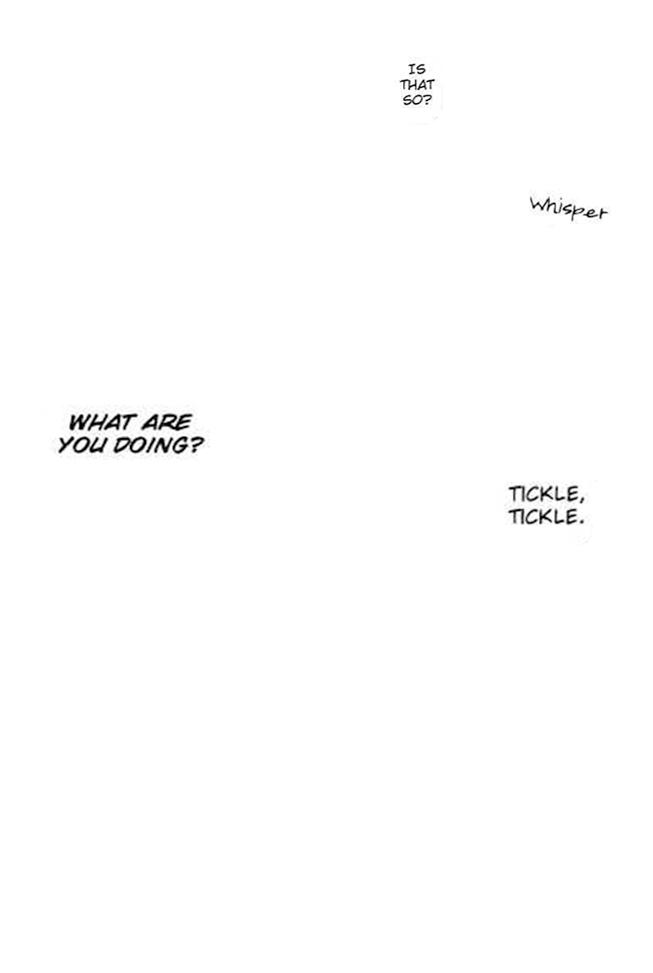 IS
THAT
SO?
Whisper
WHAT ARE
YOU DOING?
TICKLE,
TICKLE.